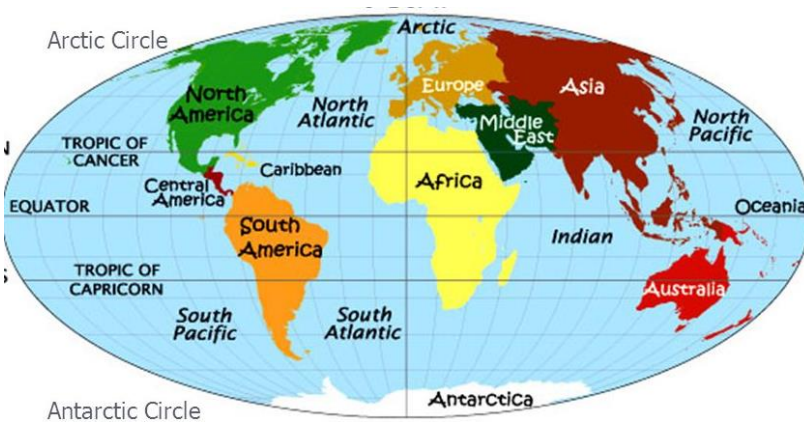 Arctic
Arctic Circle
Europe
Asia
North
America
North
Atlantic
North
Pacific
Middle
East
TROPIC OF
CANCER
Caribbean
Africa
Central
America
EQUATOR
Oceania
South
America
Indian
TROPIC OF
CAPRICORN
Australia
South
Pacific
South
Atlantic
Antarctica
Antarctic Circle